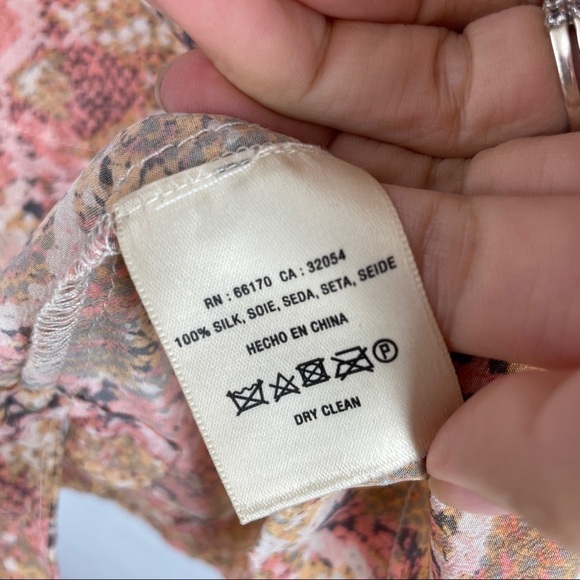 RN : 66170 CA : 32054
100% SILK, SOIE, SEDA, SETA, SEIDE
HECHO EN CHINA
P
DRY CLEAN